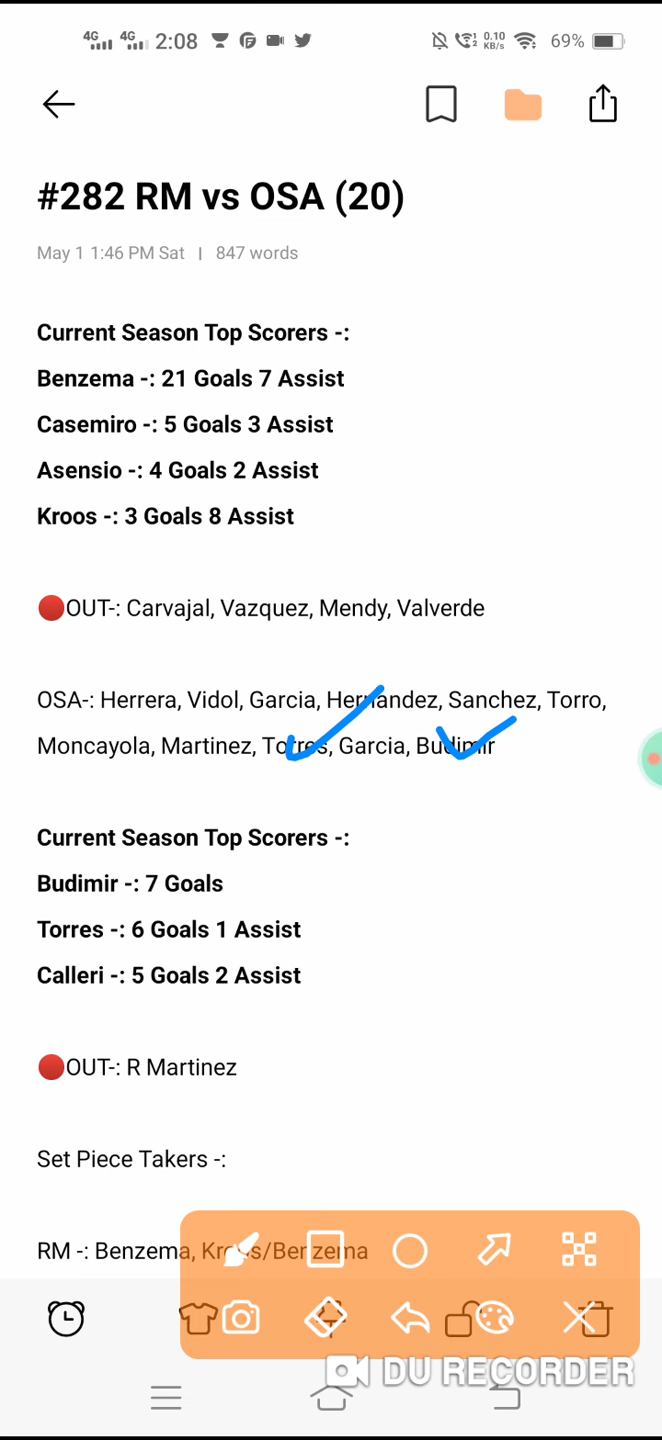 4G 4G 2:08 0.10 KB/s 69%
#282 RM vs OSA (20)
May 1 1:46 PM Sat | 847 words
Current Season Top Scorers -:
Benzema -: 21 Goals 7 Assist
Casemiro -: 5 Goals 3 Assist
Asensio -: 4 Goals 2 Assist
Kroos -: 3 Goals 8 Assist
🔴OUT-: Carvajal, Vazquez, Mendy, Valverde
OSA-: Herrera, Vidol, Garcia, Hernandez, Sanchez, Torro,
Moncayola, Martinez, Torres, Garcia, Budimir
Current Season Top Scorers -:
Budimir -: 7 Goals
Torres -: 6 Goals 1 Assist
Calleri -: 5 Goals 2 Assist
🔴OUT-: R Martinez
Set Piece Takers -:
RM -: Benzema, Kroos/Benzema
DU RECORDER